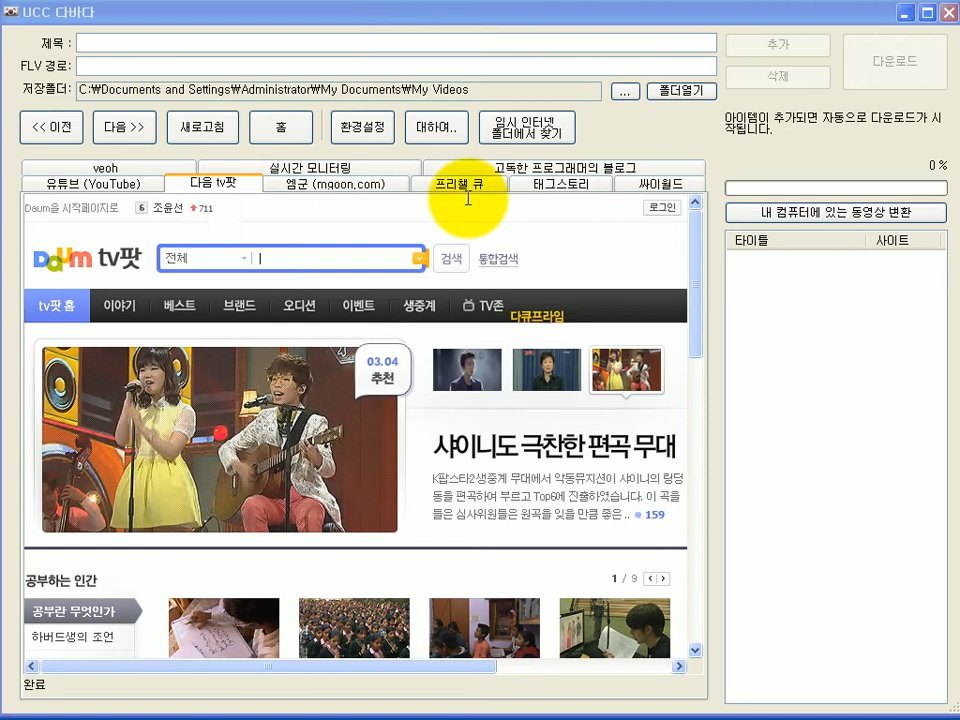 UCC 다바다
제목 :
추가
다운로드
FLV 경로:
삭제
저장폴더: C:₩Documents and Settings₩Administrator₩My Documents₩My Videos ... 폴더열기
<< 이전 다음 >> 새로고침 홈 환경설정 대하여.. 임시 인터넷
폴더에서 찾기
아이템이 추가되면 자동으로 다운로드가 시
작됩니다.
0 %
veoh 실시간 모니터링 고독한 프로그래머의 블로그
유튜브 (YouTube) 다음 tv팟 엠군 (mgoon,com) 프리챌 큐 태그스토리 싸이월드
내 컴퓨터에 있는 동영상 변환
타이틀 사이트
Daum을 시작페이지로 6 조윤선 711 로그인
Daum tv팟 전체 검색 통합검색
tv팟 홈 이야기 베스트 브랜드 오디션 이벤트 생중계 TV존 다큐프라임
03.04
추천
샤이니도 극찬한 편곡 무대
K팝스타2생중계 무대에서 악동뮤지션이 샤이니의 링딩
동을 편곡하여 부르고 Top6에 진출하였습니다. 이 곡을
들은 심사위원들은 원곡을 잊을 만큼 좋은 .. 159
공부하는 인간 1 / 9
공부란 무엇인가
하버드생의 조언
완료